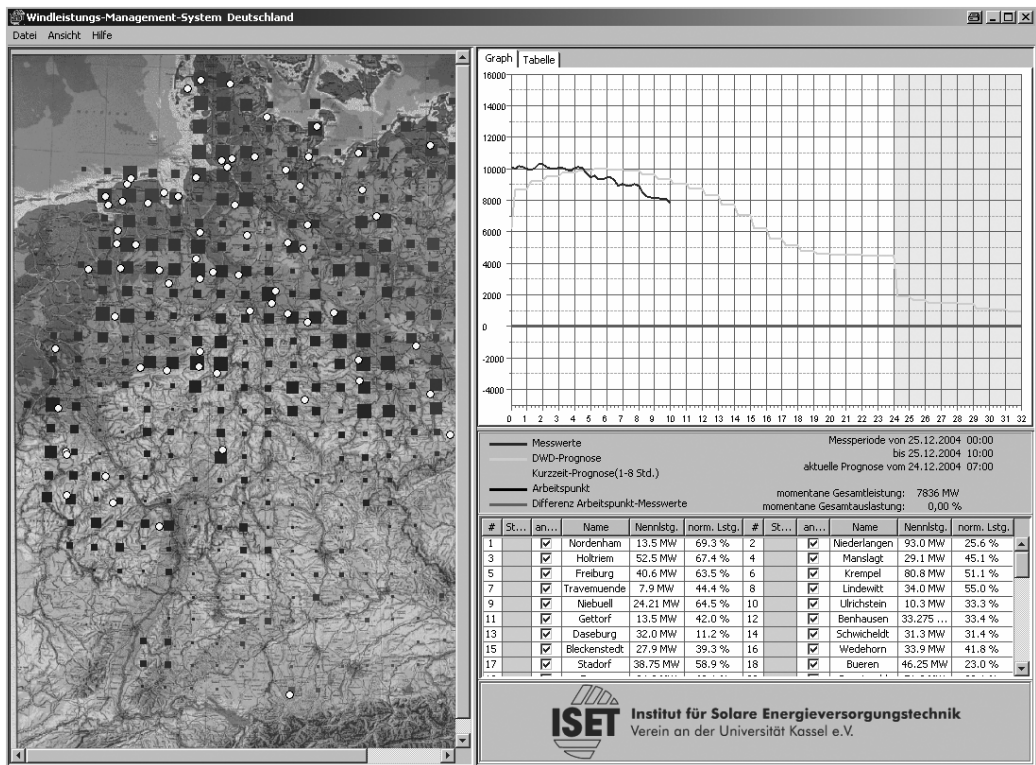 Windleistungs-Management-System Deutschland
Datei Ansicht Hilfe
Graph Tabelle
16000
14000
12000
10000
8000
6000
4000
2000
0
-2000
-4000
0 1 2 3 4 5 6 7 8 9 10 11 12 13 14 15 16 17 18 19 20 21 22 23 24 25 26 27 28 29 30 31 32
Messwerte
DWD-Prognose
Kurzzeit-Prognose(1-8 Std.)
Arbeitspunkt
Differenz Arbeitspunkt-Messwerte
Messperiode von 25.12.2004 00:00
bis 25.12.2004 10:00
aktuelle Prognose vom 24.12.2004 07:00
momentane Gesamtleistung: 7836 MW
momentane Gesamtauslastung: 0,00 %
# St... an... Name Nennlstg. norm. Lstg. # St... an... Name Nennlstg. norm. Lstg.
1 Nordenham 13.5 MW 69.3 % 2 Niederlangen 93.0 MW 25.6 %
3 Holtriem 52.5 MW 67.4 % 4 Manslagt 29.1 MW 45.1 %
5 Freiburg 40.6 MW 63.5 % 6 Krempel 80.8 MW 51.1 %
7 Travemuende 7.9 MW 44.4 % 8 Lindewitt 34.0 MW 55.0 %
9 Niebuell 24.21 MW 64.5 % 10 Ulrichstein 10.3 MW 33.3 %
11 Gettorf 13.5 MW 42.0 % 12 Benhausen 33.275 ... 33.4 %
13 Daseburg 32.0 MW 11.2 % 14 Schwicheldt 31.3 MW 31.4 %
15 Bleckenstedt 27.9 MW 39.3 % 16 Wedehorn 33.9 MW 41.8 %
17 Stadorf 38.75 MW 58.9 % 18 Bueren 46.25 MW 23.0 %
ISET Institut für Solare Energieversorgungstechnik
Verein an der Universität Kassel e.V.